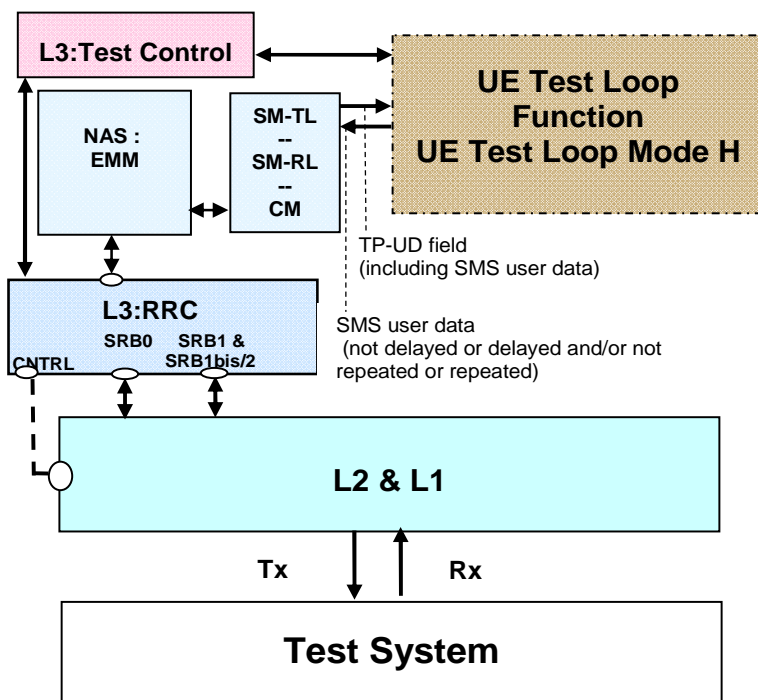 L3:Test Control
UE Test Loop
Function
UE Test Loop Mode H
NAS :
EMM
SM-TL
--
SM-RL
--
CM
TP-UD field
(including SMS user data)
SMS user data
(not delayed or delayed and/or not
repeated or repeated)
L3:RRC
SRB0
SRB1 &
SRB1bis/2
CNTRL
L2 & L1
Tx
Rx
Test System